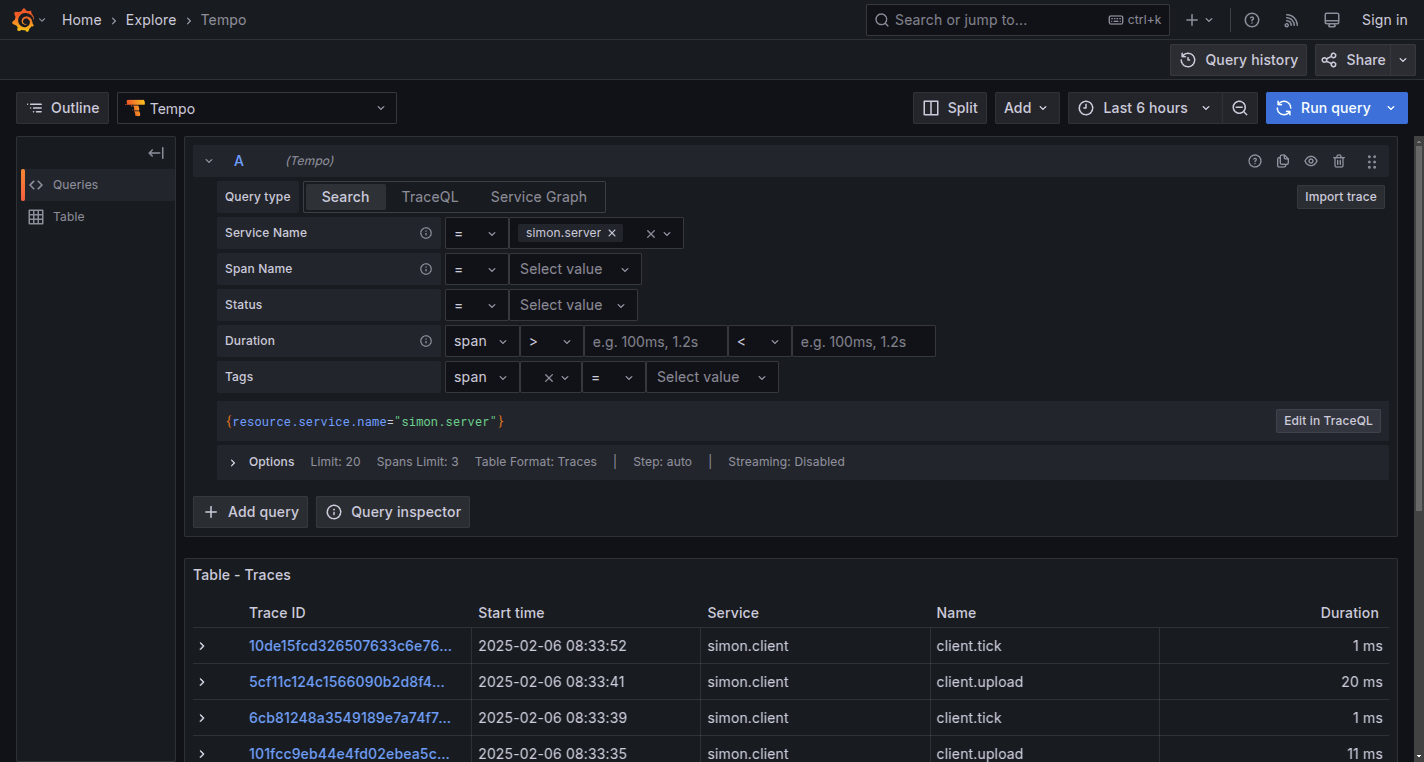 Home › Explore › Tempo Search or jump to... ctrl+k Sign in
Query history Share
Outline Tempo Split Add Last 6 hours Run query
A (Tempo)
Queries
Table
Query type Search TraceQL Service Graph Import trace
Service Name = simon.server
Span Name = Select value
Status = Select value
Duration span > e.g. 100ms, 1.2s < e.g. 100ms, 1.2s
Tags span = Select value
{resource.service.name="simon.server"} Edit in TraceQL
Options Limit: 20 Spans Limit: 3 Table Format: Traces | Step: auto | Streaming: Disabled
Add query Query inspector
Table - Traces
Trace ID Start time Service Name Duration
10de15fcd326507633c6e76... 2025-02-06 08:33:52 simon.client client.tick 1 ms
5cf11c124c1566090b2d8f4... 2025-02-06 08:33:41 simon.client client.upload 20 ms
6cb81248a3549189e7a74f7... 2025-02-06 08:33:39 simon.client client.tick 1 ms
101fcc9eb44e4fd02ebea5c... 2025-02-06 08:33:35 simon.client client.upload 11 ms